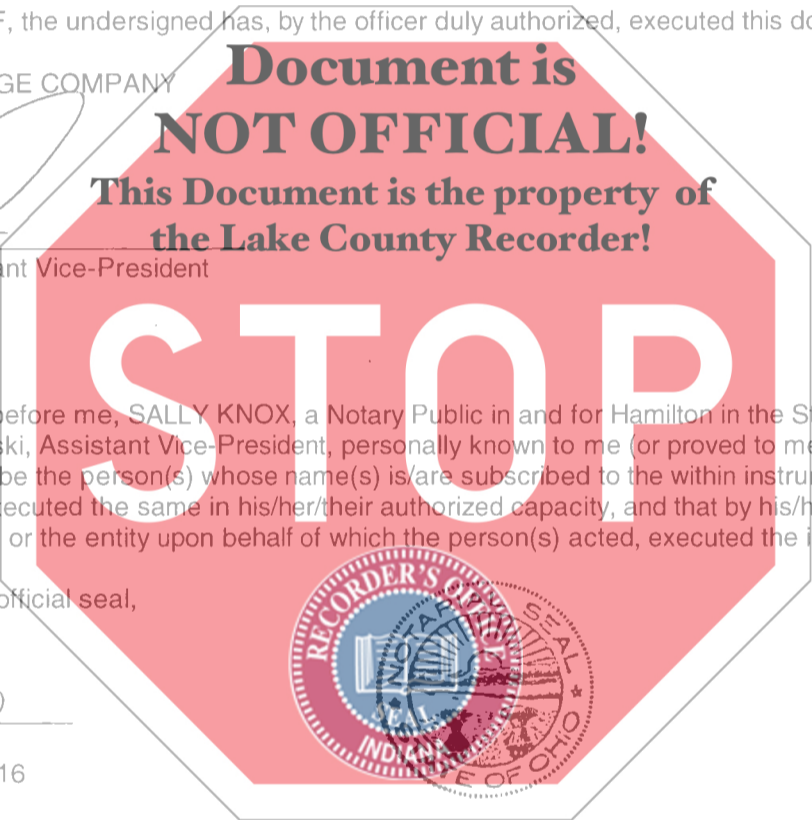 F, the undersigned has, by the officer duly authorized, executed this do
GE COMPANY
Document is
NOT OFFICIAL!
This Document is the property of
the Lake County Recorder!
ant Vice-President
STOP
before me, SALLY KNOX, a Notary Public in and for Hamilton in the S
ski, Assistant Vice-President, personally known to me (or proved to me
be the person(s) whose name(s) is/are subscribed to the within instru
ecuted the same in his/her/their authorized capacity, and that by his/h
or the entity upon behalf of which the person(s) acted, executed the i
official seal,
RECORDER'S OFFICE
SEAL
INDIANA
NOTARIAL SEAL
STATE OF OHIO
)
16